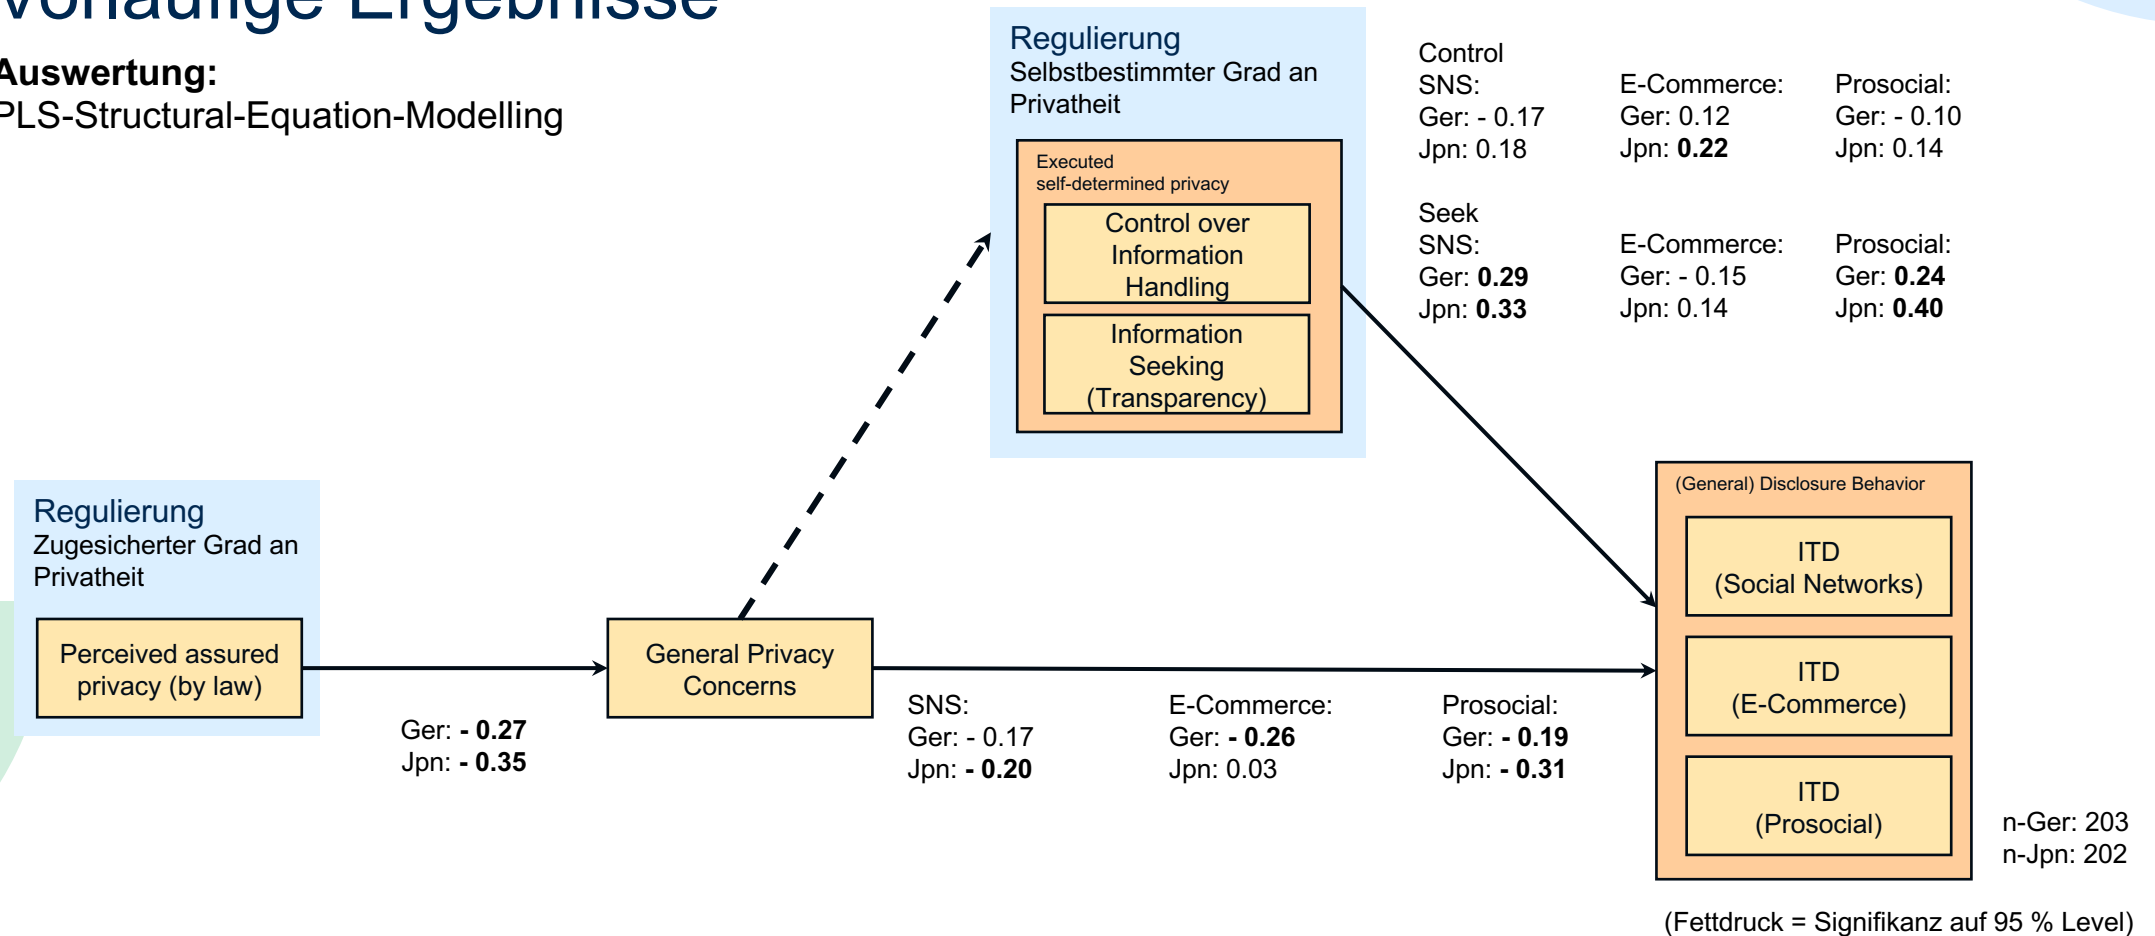 Vorläufige Ergebnisse
Auswertung:
PLS-Structural-Equation-Modelling
Regulierung
Selbstbestimmter Grad an
Privatheit
Executed
self-determined privacy
Control over
Information
Handling
Information
Seeking
(Transparency)
Control
SNS:
Ger: - 0.17
Jpn: 0.18
E-Commerce:
Ger: 0.12
Jpn: 0.22
Prosocial:
Ger: - 0.10
Jpn: 0.14
Seek
SNS:
Ger: 0.29
Jpn: 0.33
E-Commerce:
Ger: - 0.15
Jpn: 0.14
Prosocial:
Ger: 0.24
Jpn: 0.40
Regulierung
Zugesicherter Grad an
Privatheit
Perceived assured
privacy (by law)
Ger: - 0.27
Jpn: - 0.35
General Privacy
Concerns
SNS:
Ger: - 0.17
Jpn: - 0.20
E-Commerce:
Ger: - 0.26
Jpn: 0.03
Prosocial:
Ger: - 0.19
Jpn: - 0.31
(General) Disclosure Behavior
ITD
(Social Networks)
ITD
(E-Commerce)
ITD
(Prosocial)
n-Ger: 203
n-Jpn: 202
(Fettdruck = Signifikanz auf 95 % Level)